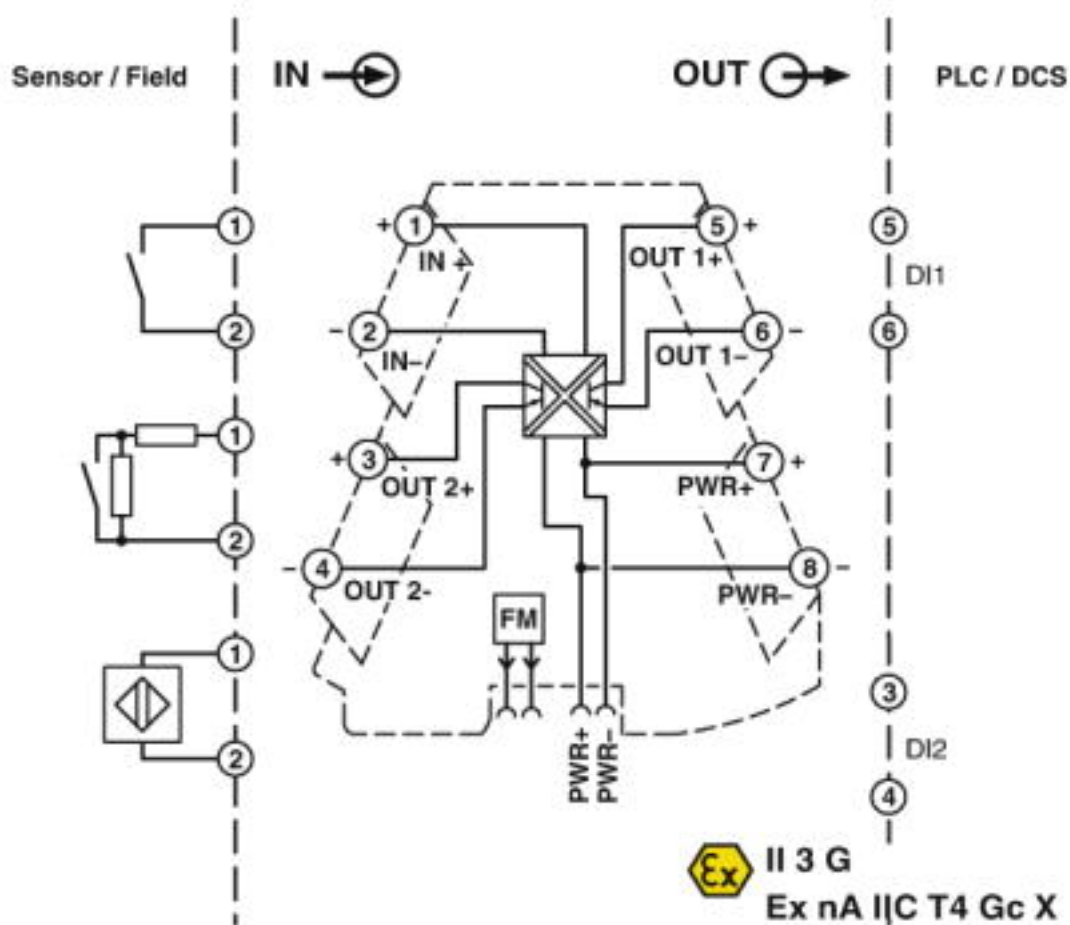 Sensor / Field
IN
OUT
PLC / DCS
1
2
1
2
1
2
+ 1
IN +
- 2
IN–
+ 3
OUT 2+
- 4
OUT 2-
5 +
OUT 1+
6 –
OUT 1–
7 +
PWR+
8 –
PWR–
FM
PWR+
PWR–
5
DI1
6
3
DI2
4
Ex
II 3 G
Ex nA IIC T4 Gc X